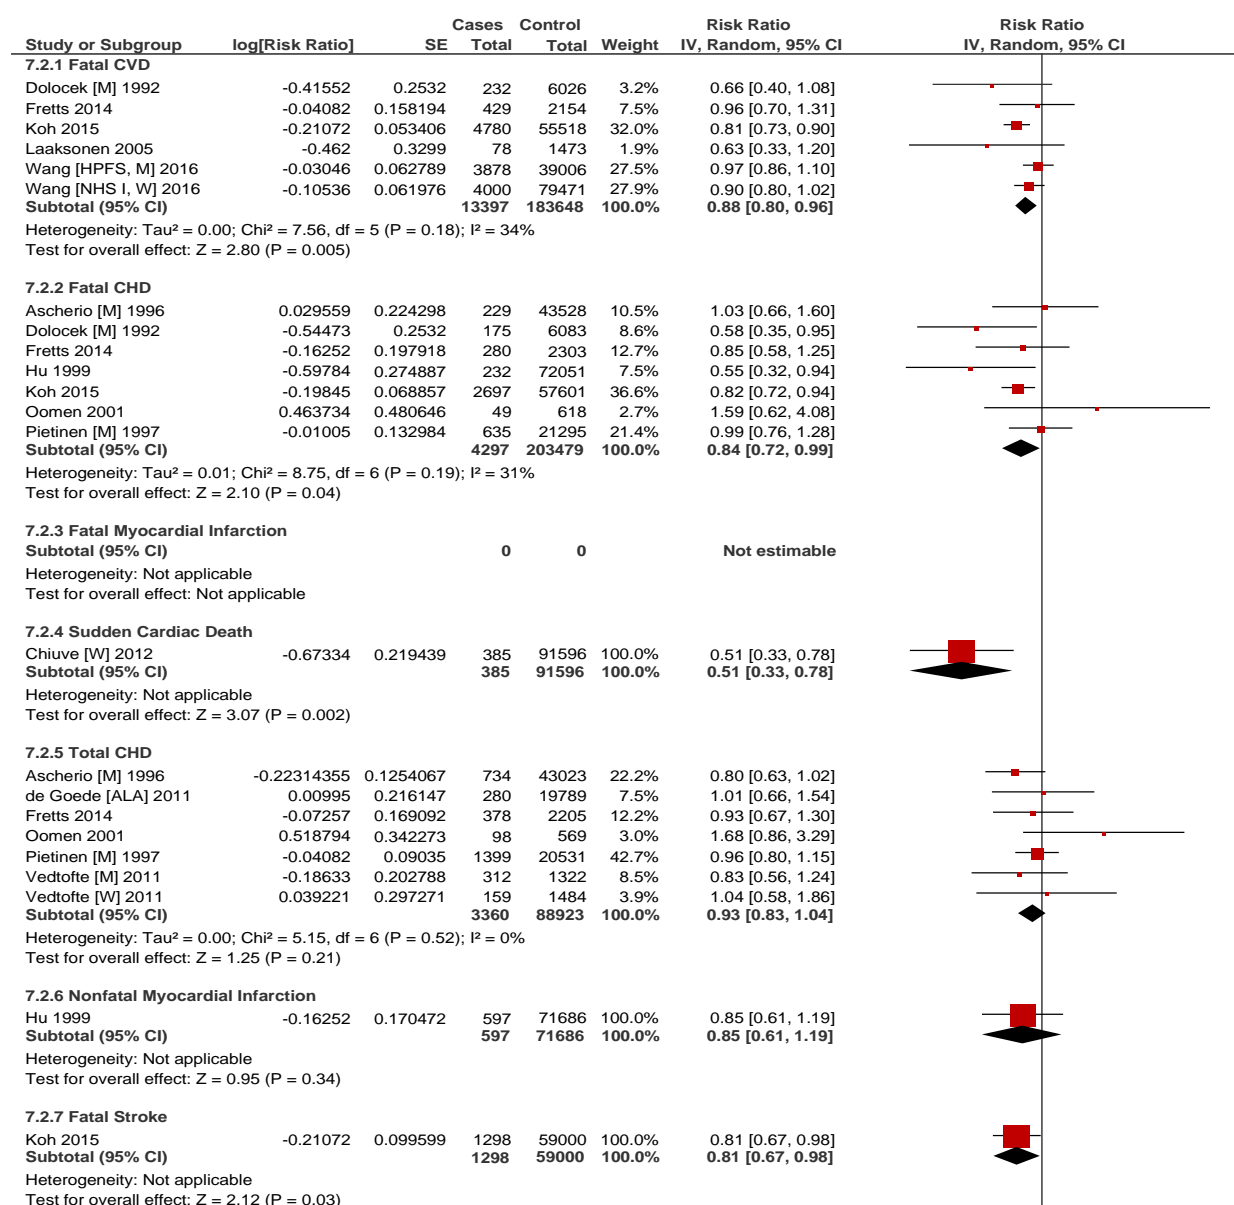 Cases Control Risk Ratio Risk Ratio
Study or Subgroup log[Risk Ratio] SE Total Total Weight IV, Random, 95% CI IV, Random, 95% CI
7.2.1 Fatal CVD
Dolocek [M] 1992 -0.41552 0.2532 232 6026 3.2% 0.66 [0.40, 1.08]
Fretts 2014 -0.04082 0.158194 429 2154 7.5% 0.96 [0.70, 1.31]
Koh 2015 -0.21072 0.053406 4780 55518 32.0% 0.81 [0.73, 0.90]
Laaksonen 2005 -0.462 0.3299 78 1473 1.9% 0.63 [0.33, 1.20]
Wang [HPFS, M] 2016 -0.03046 0.062789 3878 39006 27.5% 0.97 [0.86, 1.10]
Wang [NHS I, W] 2016 -0.10536 0.061976 4000 79471 27.9% 0.90 [0.80, 1.02]
Subtotal (95% CI) 13397 183648 100.0% 0.88 [0.80, 0.96]
Heterogeneity: Tau² = 0.00; Chi² = 7.56, df = 5 (P = 0.18); I² = 34%
Test for overall effect: Z = 2.80 (P = 0.005)
7.2.2 Fatal CHD
Ascherio [M] 1996 0.029559 0.224298 229 43528 10.5% 1.03 [0.66, 1.60]
Dolocek [M] 1992 -0.54473 0.2532 175 6083 8.6% 0.58 [0.35, 0.95]
Fretts 2014 -0.16252 0.197918 280 2303 12.7% 0.85 [0.58, 1.25]
Hu 1999 -0.59784 0.274887 232 72051 7.5% 0.55 [0.32, 0.94]
Koh 2015 -0.19845 0.068857 2697 57601 36.6% 0.82 [0.72, 0.94]
Oomen 2001 0.463734 0.480646 49 618 2.7% 1.59 [0.62, 4.08]
Pietinen [M] 1997 -0.01005 0.132984 635 21295 21.4% 0.99 [0.76, 1.28]
Subtotal (95% CI) 4297 203479 100.0% 0.84 [0.72, 0.99]
Heterogeneity: Tau² = 0.01; Chi² = 8.75, df = 6 (P = 0.19); I² = 31%
Test for overall effect: Z = 2.10 (P = 0.04)
7.2.3 Fatal Myocardial Infarction
Subtotal (95% CI) 0 0 Not estimable
Heterogeneity: Not applicable
Test for overall effect: Not applicable
7.2.4 Sudden Cardiac Death
Chiuve [W] 2012 -0.67334 0.219439 385 91596 100.0% 0.51 [0.33, 0.78]
Subtotal (95% CI) 385 91596 100.0% 0.51 [0.33, 0.78]
Heterogeneity: Not applicable
Test for overall effect: Z = 3.07 (P = 0.002)
7.2.5 Total CHD
Ascherio [M] 1996 -0.22314355 0.1254067 734 43023 22.2% 0.80 [0.63, 1.02]
de Goede [ALA] 2011 0.00995 0.216147 280 19789 7.5% 1.01 [0.66, 1.54]
Fretts 2014 -0.07257 0.169092 378 2205 12.2% 0.93 [0.67, 1.30]
Oomen 2001 0.518794 0.342273 98 569 3.0% 1.68 [0.86, 3.29]
Pietinen [M] 1997 -0.04082 0.09035 1399 20531 42.7% 0.96 [0.80, 1.15]
Vedtofte [M] 2011 -0.18633 0.202788 312 1322 8.5% 0.83 [0.56, 1.24]
Vedtofte [W] 2011 0.039221 0.297271 159 1484 3.9% 1.04 [0.58, 1.86]
Subtotal (95% CI) 3360 88923 100.0% 0.93 [0.83, 1.04]
Heterogeneity: Tau² = 0.00; Chi² = 5.15, df = 6 (P = 0.52); I² = 0%
Test for overall effect: Z = 1.25 (P = 0.21)
7.2.6 Nonfatal Myocardial Infarction
Hu 1999 -0.16252 0.170472 597 71686 100.0% 0.85 [0.61, 1.19]
Subtotal (95% CI) 597 71686 100.0% 0.85 [0.61, 1.19]
Heterogeneity: Not applicable
Test for overall effect: Z = 0.95 (P = 0.34)
7.2.7 Fatal Stroke
Koh 2015 -0.21072 0.099599 1298 59000 100.0% 0.81 [0.67, 0.98]
Subtotal (95% CI) 1298 59000 100.0% 0.81 [0.67, 0.98]
Heterogeneity: Not applicable
Test for overall effect: Z = 2.12 (P = 0.03)